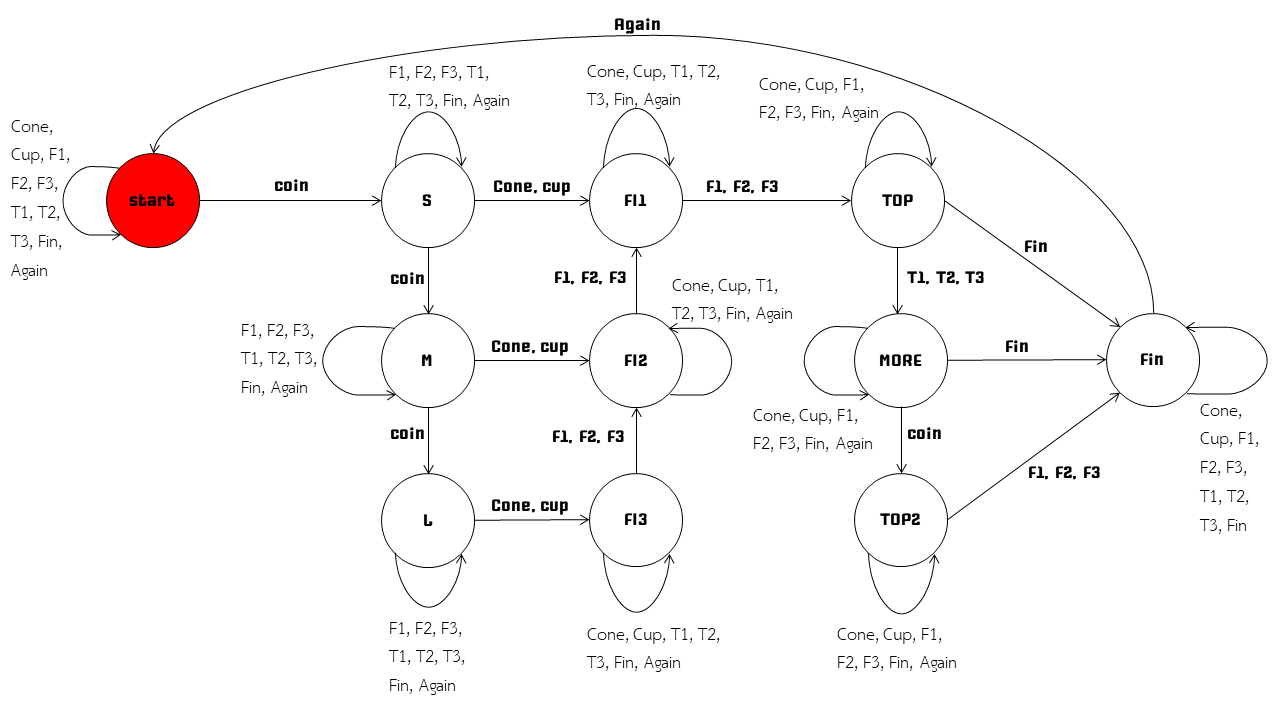 Again
F1, F2, F3, T1,
T2, T3, Fin, Again
Cone, Cup, T1, T2,
T3, Fin, Again
Cone, Cup, F1,
F2, F3, Fin, Again
Cone,
Cup, F1,
F2, F3,
T1, T2,
T3, Fin,
Again
start
coin
S
Cone, cup
Fl1
F1, F2, F3
TOP
Fin
coin
F1, F2, F3
Cone, Cup, T1,
T2, T3, Fin, Again
T1, T2, T3
F1, F2, F3,
T1, T2, T3,
Fin, Again
M
Cone, cup
Fl2
MORE
Fin
Fin
coin
F1, F2, F3
Cone, Cup, F1,
F2, F3, Fin, Again
coin
Cone,
Cup, F1,
F2, F3,
T1, T2,
T3, Fin
F1, F2, F3
L
Cone, cup
Fl3
TOP2
F1, F2, F3,
T1, T2, T3,
Fin, Again
Cone, Cup, T1, T2,
T3, Fin, Again
Cone, Cup, F1,
F2, F3, Fin, Again